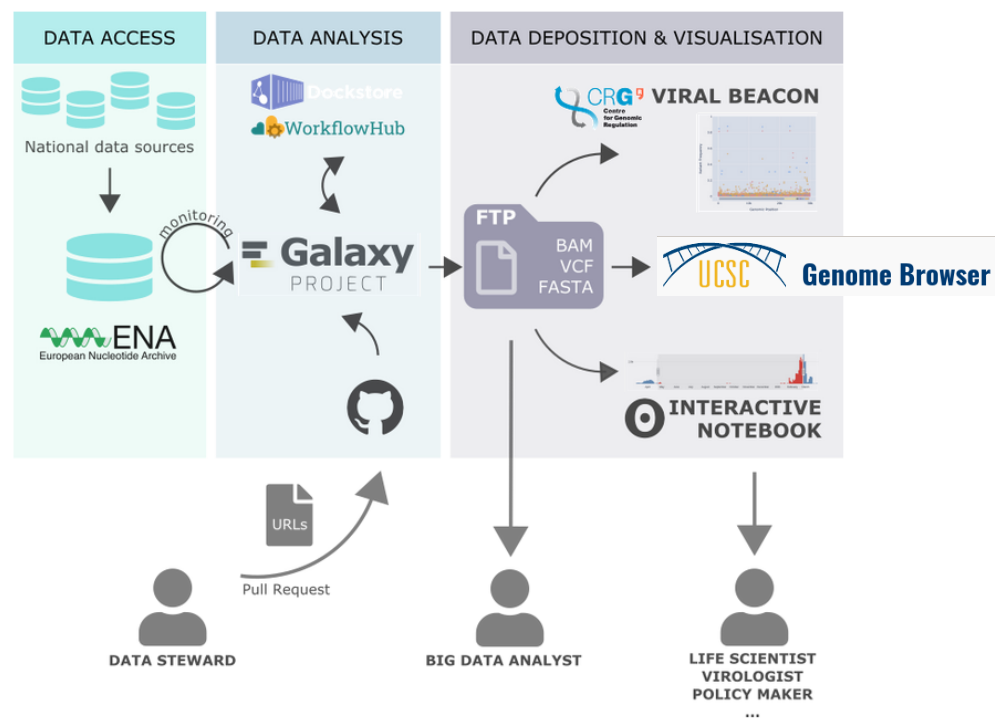 DATA ACCESS
DATA ANALYSIS
DATA DEPOSITION & VISUALISATION
National data sources
monitoring
ENA
European Nucleotide Archive
Dockstore
WorkflowHub
Galaxy
PROJECT
FTP
BAM
VCF
FASTA
CRG
Centre
for Genomic
Regulation
VIRAL BEACON
UCSC
Genome Browser
INTERACTIVE
NOTEBOOK
URLs
Pull Request
DATA STEWARD
BIG DATA ANALYST
LIFE SCIENTIST
VIROLOGIST
POLICY MAKER
...